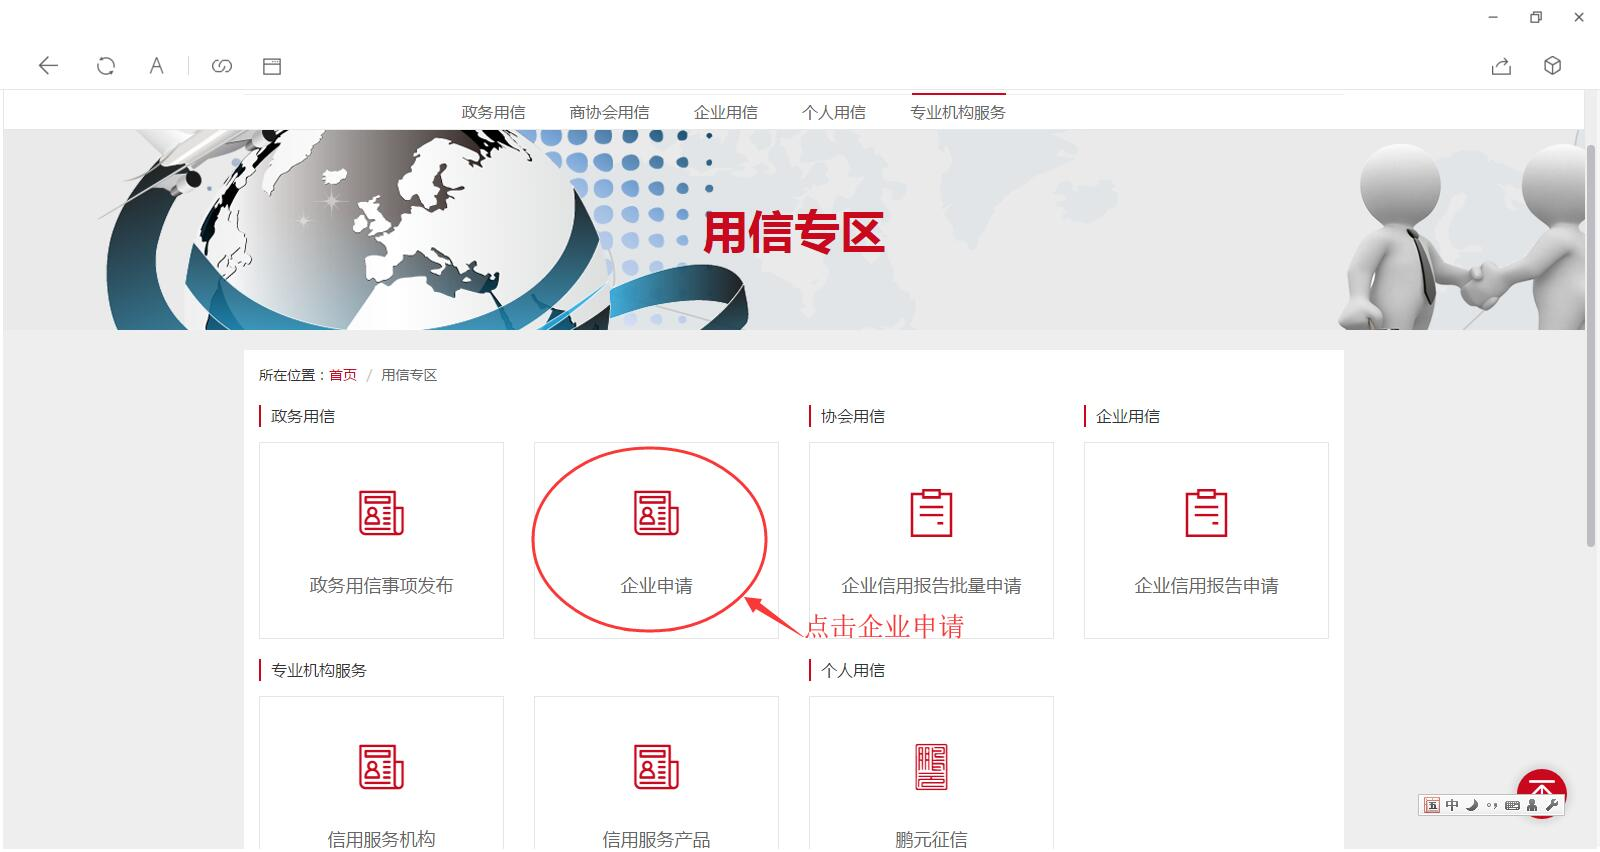 政务用信 商协会用信 企业用信 个人用信 专业机构服务
用信专区
所在位置：首页 / 用信专区
政务用信 协会用信 企业用信
政务用信事项发布 企业申请 企业信用报告批量申请 企业信用报告申请
点击企业申请
专业机构服务 个人用信
鹏元
信用服务机构 信用服务产品 鹏元征信
五 中